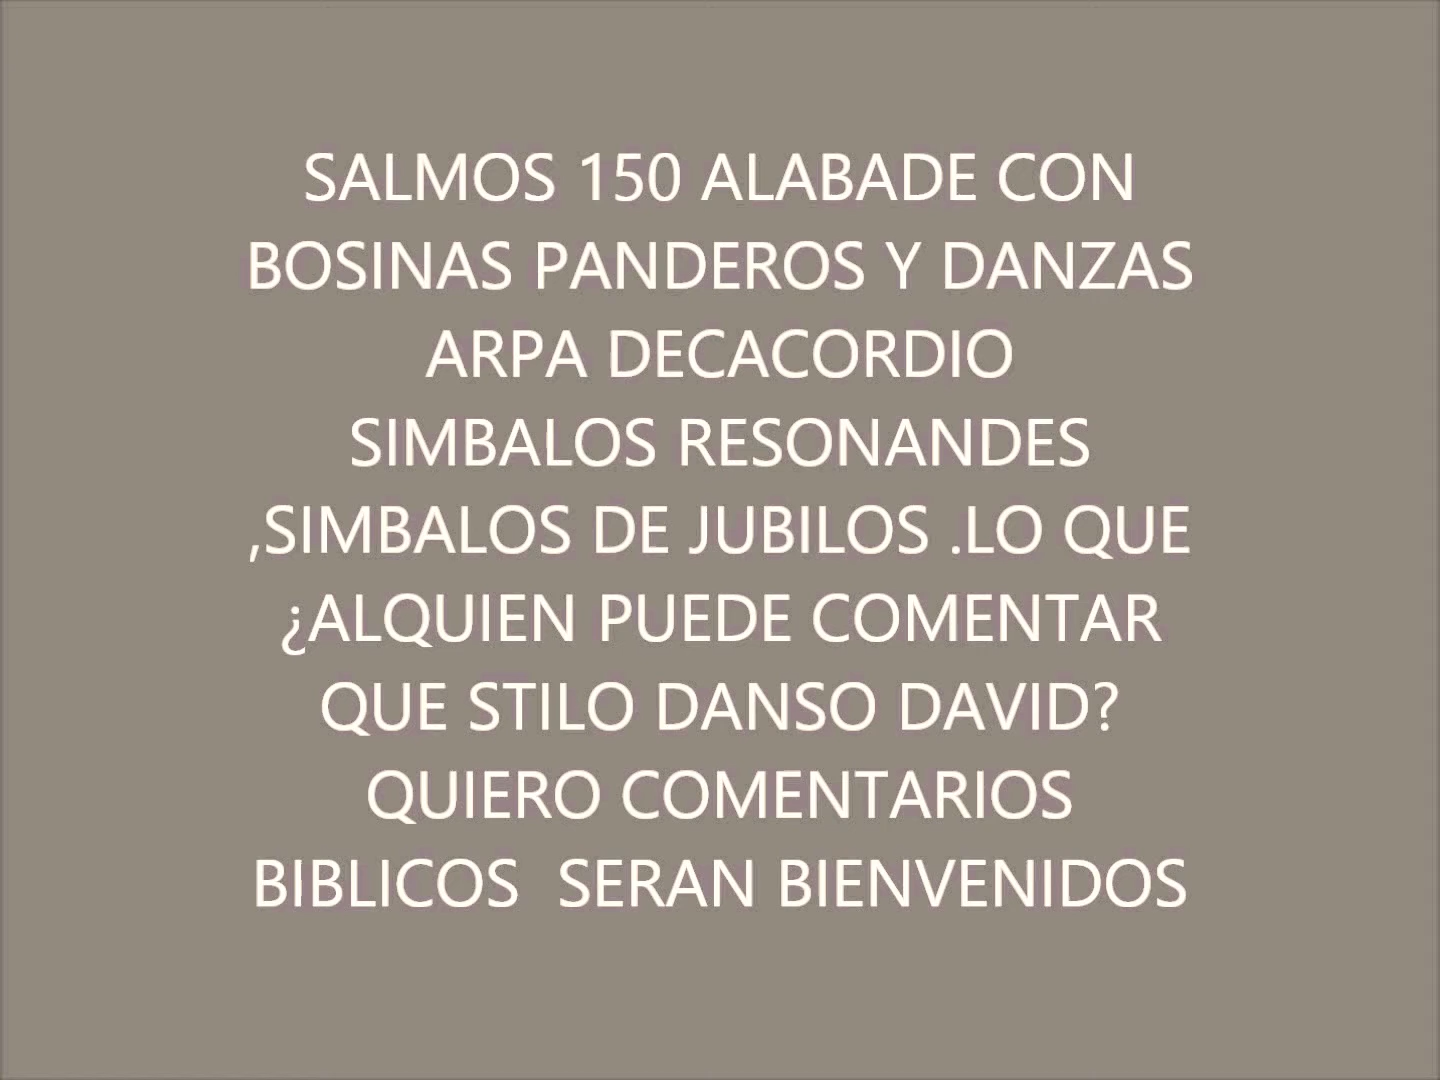 SALMOS 150 ALABADE CON
BOSINAS PANDEROS Y DANZAS
ARPA DECACORDIO
SIMBALOS RESONANDES
,SIMBALOS DE JUBILOS .LO QUE
¿ALQUIEN PUEDE COMENTAR
QUE STILO DANSO DAVID?
QUIERO COMENTARIOS
BIBLICOS  SERAN BIENVENIDOS